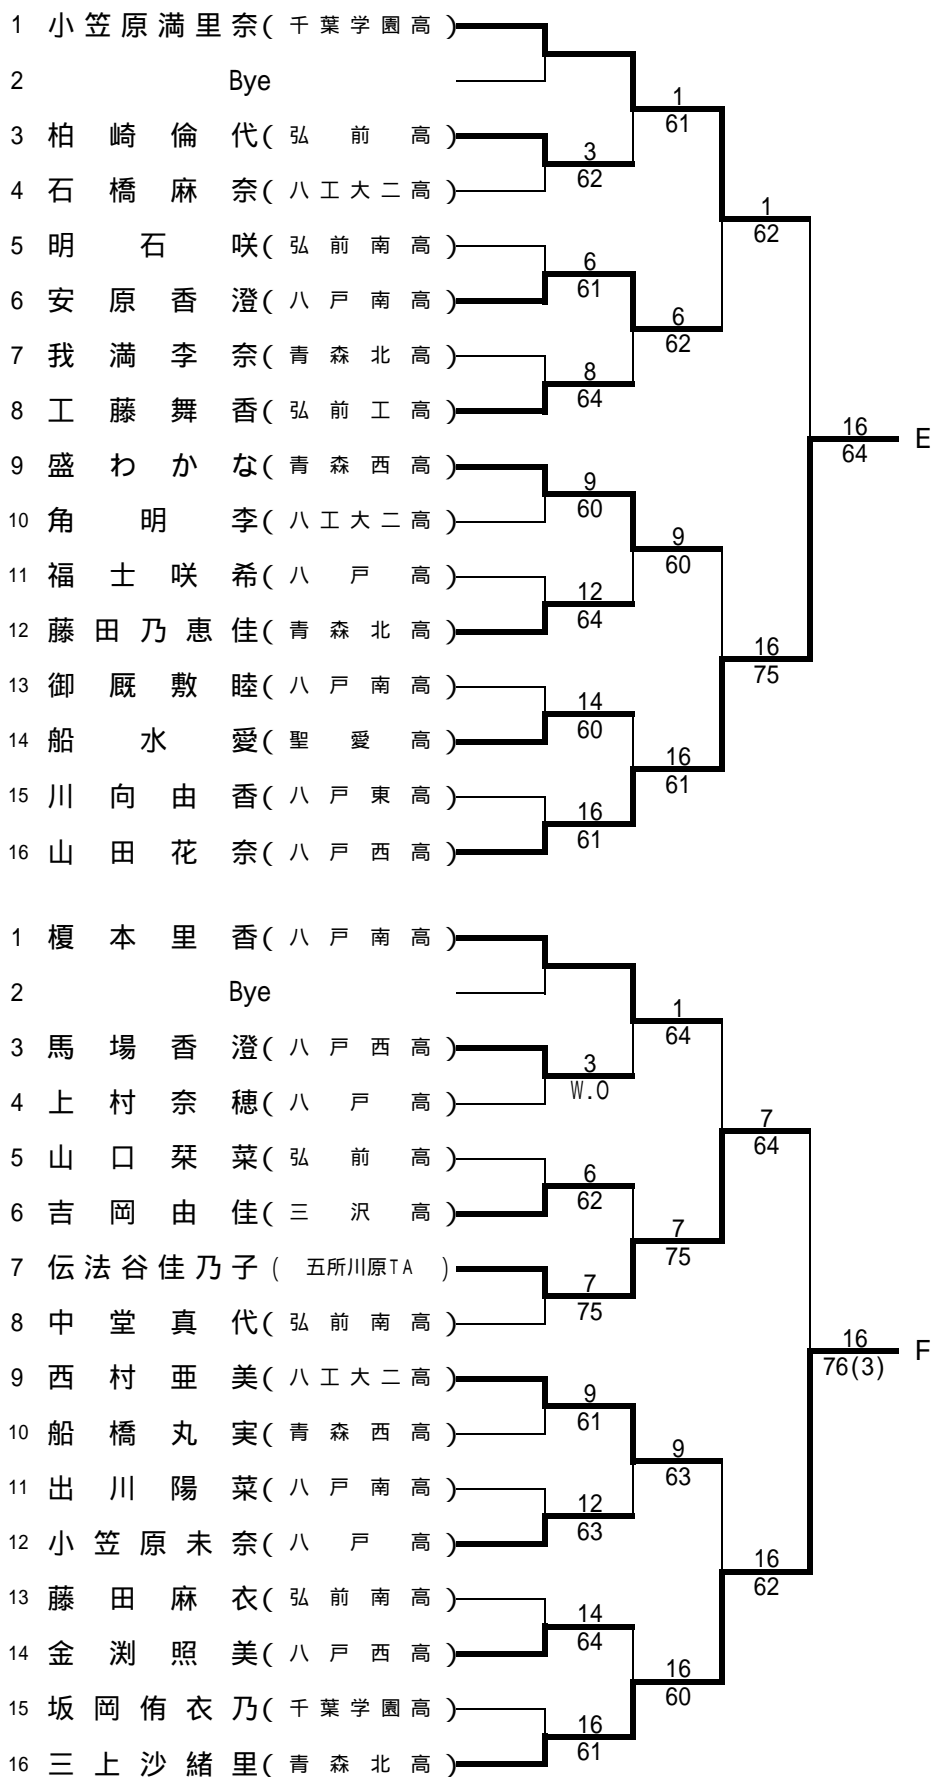 1 小笠原満里奈(千葉学園高)
2 Bye
1
61
3 柏崎倫代(弘前高)
3
62
4 石橋麻奈(八工大二高)
1
62
5 明石咲(弘前南高)
6
61
6 安原香澄(八戸南高)
6
62
7 我満李奈(青森北高)
8
64
8 工藤舞香(弘前工高)
16
64
E
9 盛わかな(青森西高)
9
60
10 角明李(八工大二高)
9
60
11 福士咲希(八戸高)
12
64
12 藤田乃恵佳(青森北高)
16
75
13 御厩敷睦(八戸南高)
14
60
14 船水愛(聖愛高)
16
61
15 川向由香(八戸東高)
16
61
16 山田花奈(八戸西高)
1 榎本里香(八戸南高)
2 Bye
1
64
3 馬場香澄(八戸西高)
3
W.O
4 上村奈穂(八戸高)
7
64
5 山口栞菜(弘前高)
6
62
6 吉岡由佳(三沢高)
7
75
7 伝法谷佳乃子(五所川原TA)
7
75
8 中堂真代(弘前南高)
16
76(3)
F
9 西村亜美(八工大二高)
9
61
10 船橋丸実(青森西高)
9
63
11 出川陽菜(八戸南高)
12
63
12 小笠原未奈(八戸高)
16
62
13 藤田麻衣(弘前南高)
14
64
14 金渕照美(八戸西高)
16
60
15 坂岡侑衣乃(千葉学園高)
16
61
16 三上沙緒里(青森北高)